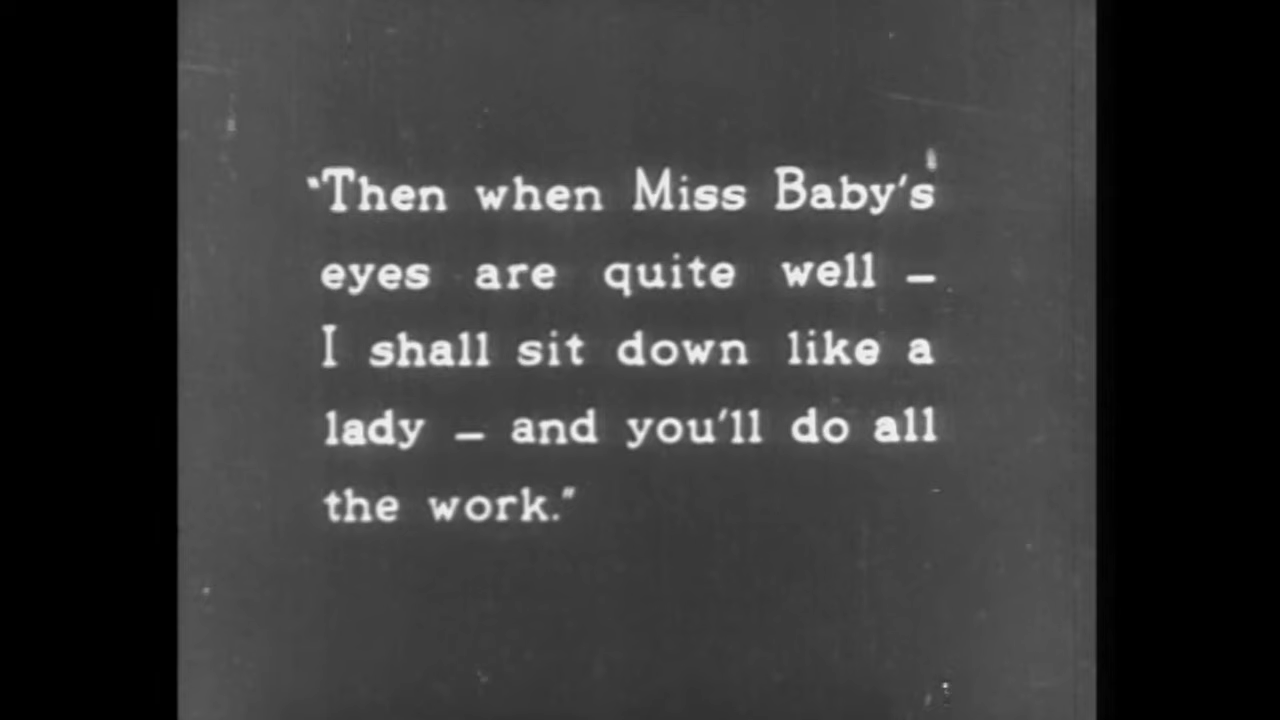 "Then when Miss Baby's
eyes are quite well –
I shall sit down like a
lady – and you'll do all
the work."